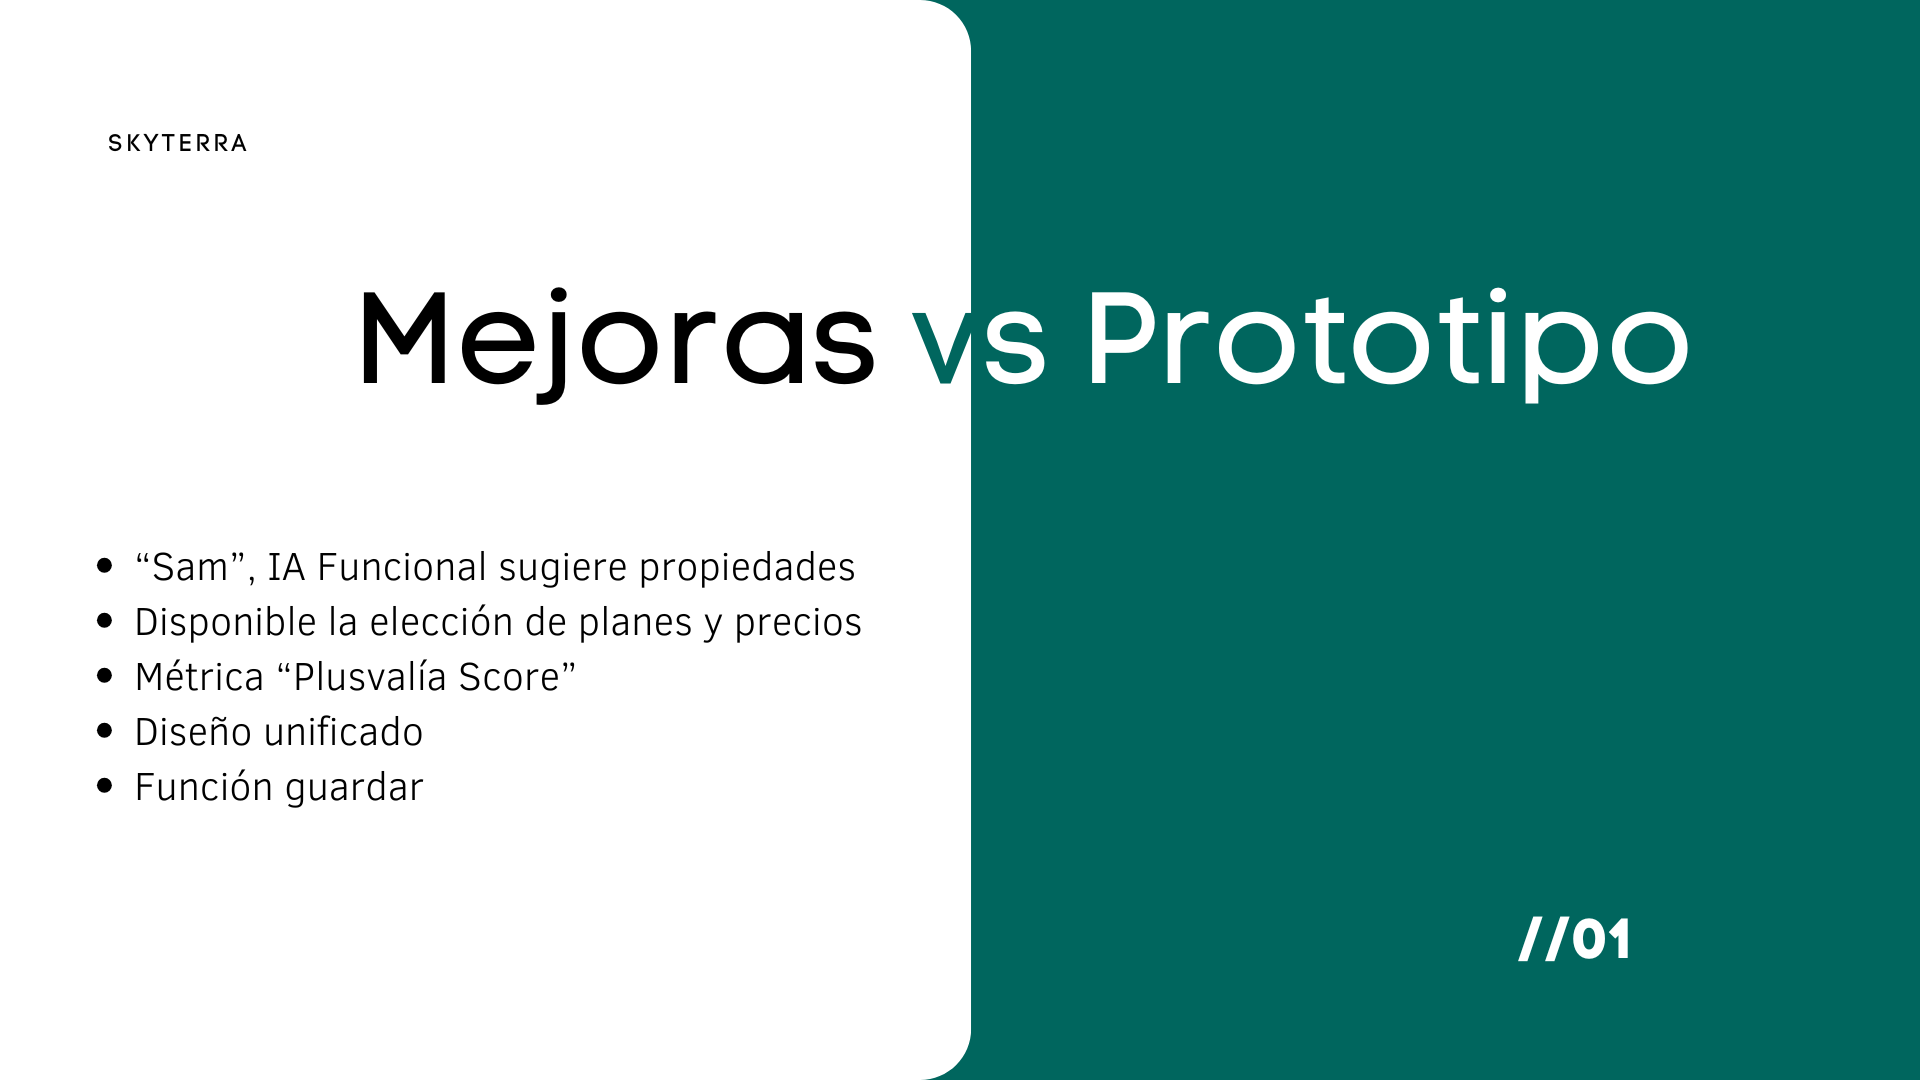 SKYTERRA
Mejoras vs Prototipo
• “Sam”, IA Funcional sugiere propiedades
• Disponible la elección de planes y precios
• Métrica “Plusvalía Score”
• Diseño unificado
• Función guardar
//01